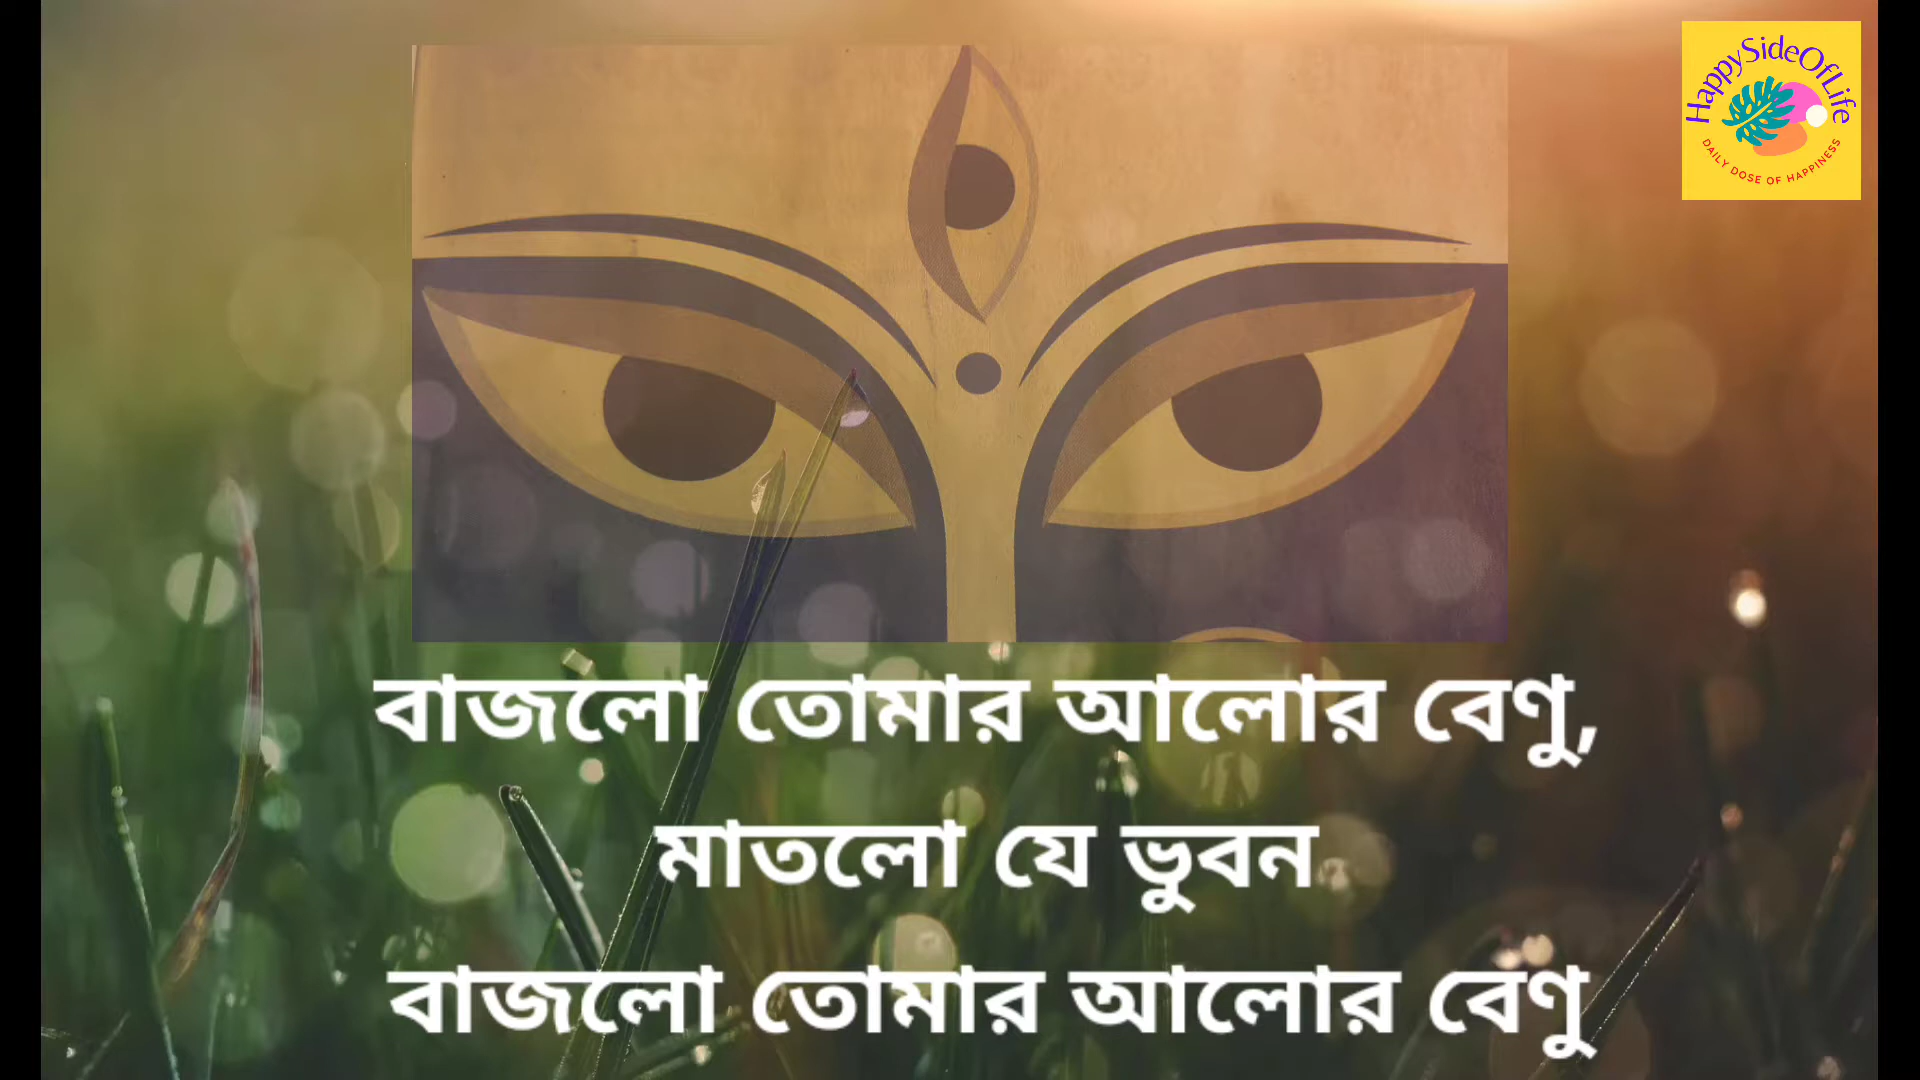 HappySideOfLife
DAILY DOSE OF HAPPINESS
বাজলো তোমার আলোর বেণু,
মাতলো যে ভুবন
বাজলো তোমার আলোর বেণু